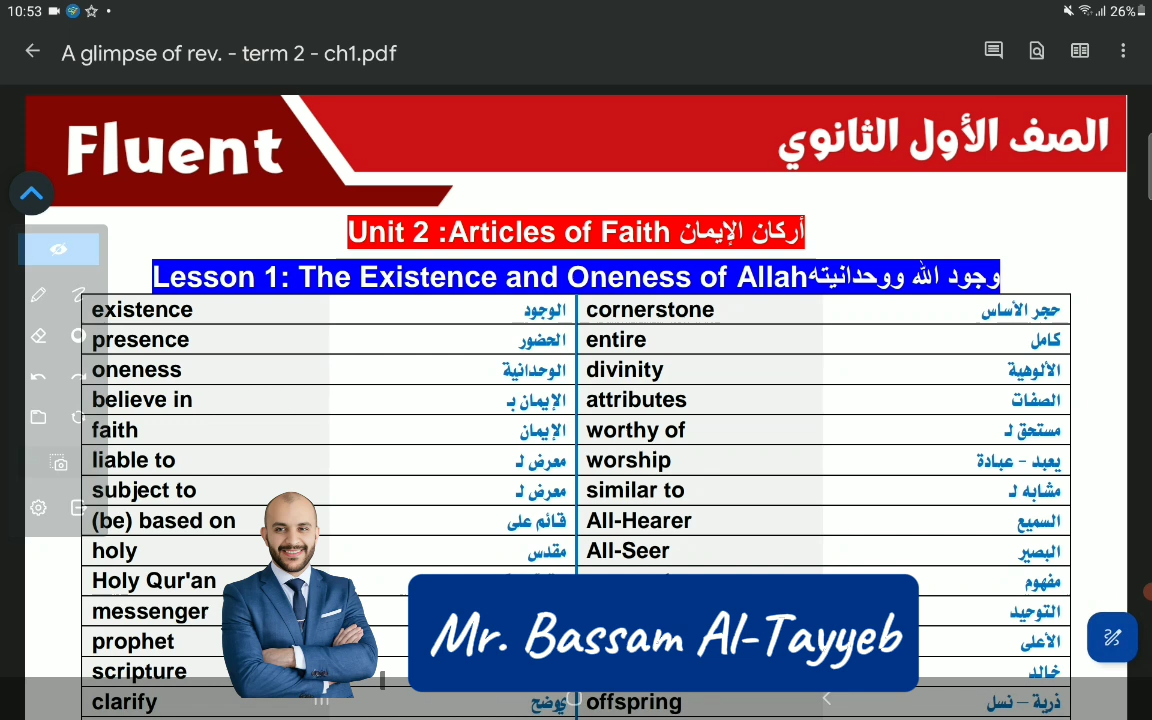 10:53
26%
A glimpse of rev. - term 2 - ch1.pdf
Fluent
الصف الأول الثانوي
Unit 2 :Articles of Faith أركان الإيمان
Lesson 1: The Existence and Oneness of Allah وجود الله ووحدانيته
existence الوجود cornerstone حجر الأساس
presence الحضور entire كامل
oneness الوحدانية divinity الألوهية
believe in الإيمان بـ attributes الصفات
faith الإيمان worthy of مستحق لـ
liable to معرض لـ worship يعبد – عبادة
subject to معرض لـ similar to مشابه لـ
(be) based on قائم على All-Hearer السميع
holy مقدس All-Seer البصير
Holy Qur'an مفهوم
messenger التوحيد
prophet الأعلى
scripture خالد
clarify يوضح offspring ذرية – نسل
Mr. Bassam Al-Tayyeb